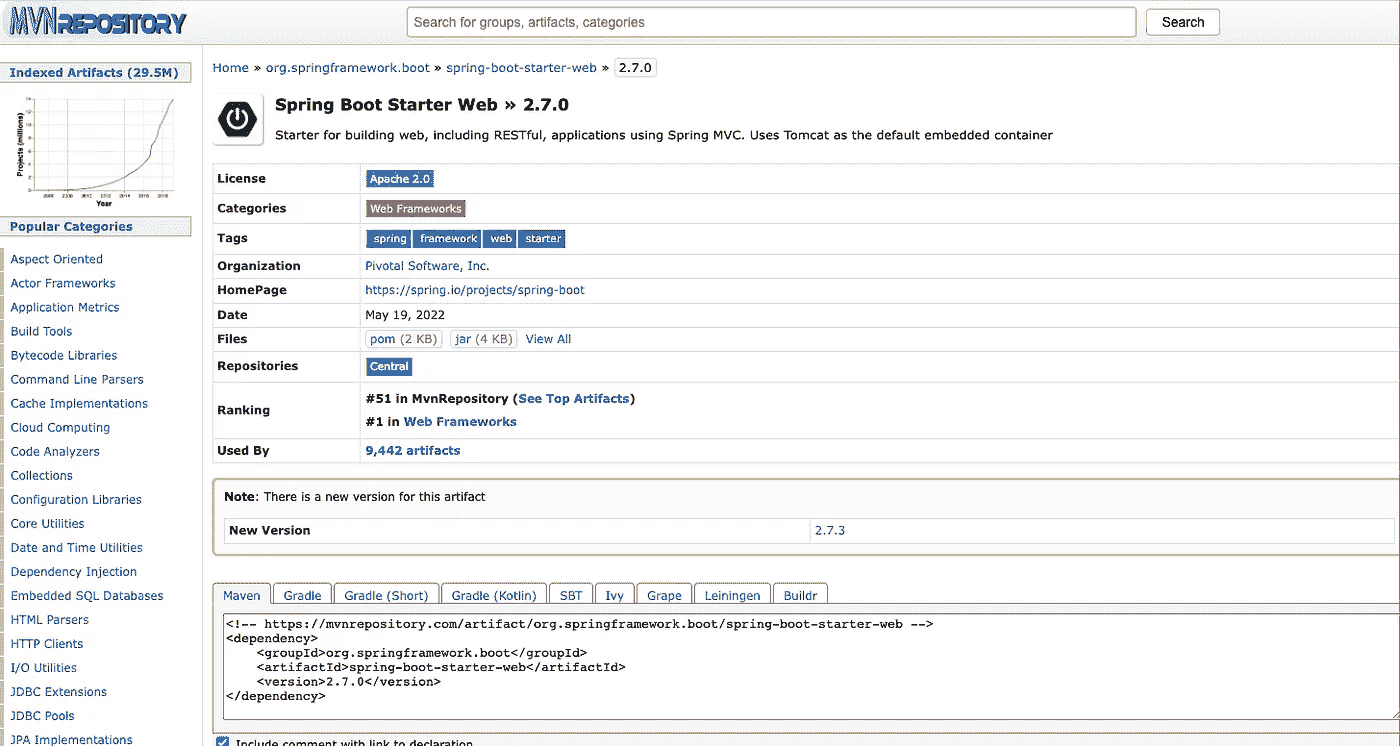 MVNREPOSITORY
Search for groups, artifacts, categories
Search
Indexed Artifacts (29.5M)
Projects (millions)
Year
Popular Categories
Aspect Oriented
Actor Frameworks
Application Metrics
Build Tools
Bytecode Libraries
Command Line Parsers
Cache Implementations
Cloud Computing
Code Analyzers
Collections
Configuration Libraries
Core Utilities
Date and Time Utilities
Dependency Injection
Embedded SQL Databases
HTML Parsers
HTTP Clients
I/O Utilities
JDBC Extensions
JDBC Pools
JPA Implementations
Home » org.springframework.boot » spring-boot-starter-web » 2.7.0
Spring Boot Starter Web » 2.7.0
Starter for building web, including RESTful, applications using Spring MVC. Uses Tomcat as the default embedded container
License Apache 2.0
Categories Web Frameworks
Tags spring framework web starter
Organization Pivotal Software, Inc.
HomePage https://spring.io/projects/spring-boot
Date May 19, 2022
Files pom (2 KB) jar (4 KB) View All
Repositories Central
Ranking #51 in MvnRepository (See Top Artifacts)
#1 in Web Frameworks
Used By 9,442 artifacts
Note: There is a new version for this artifact
New Version 2.7.3
Maven Gradle Gradle (Short) Gradle (Kotlin) SBT Ivy Grape Leiningen Buildr
<!-- https://mvnrepository.com/artifact/org.springframework.boot/spring-boot-starter-web -->
<dependency>
    <groupId>org.springframework.boot</groupId>
    <artifactId>spring-boot-starter-web</artifactId>
    <version>2.7.0</version>
</dependency>
Include comment with link to declaration